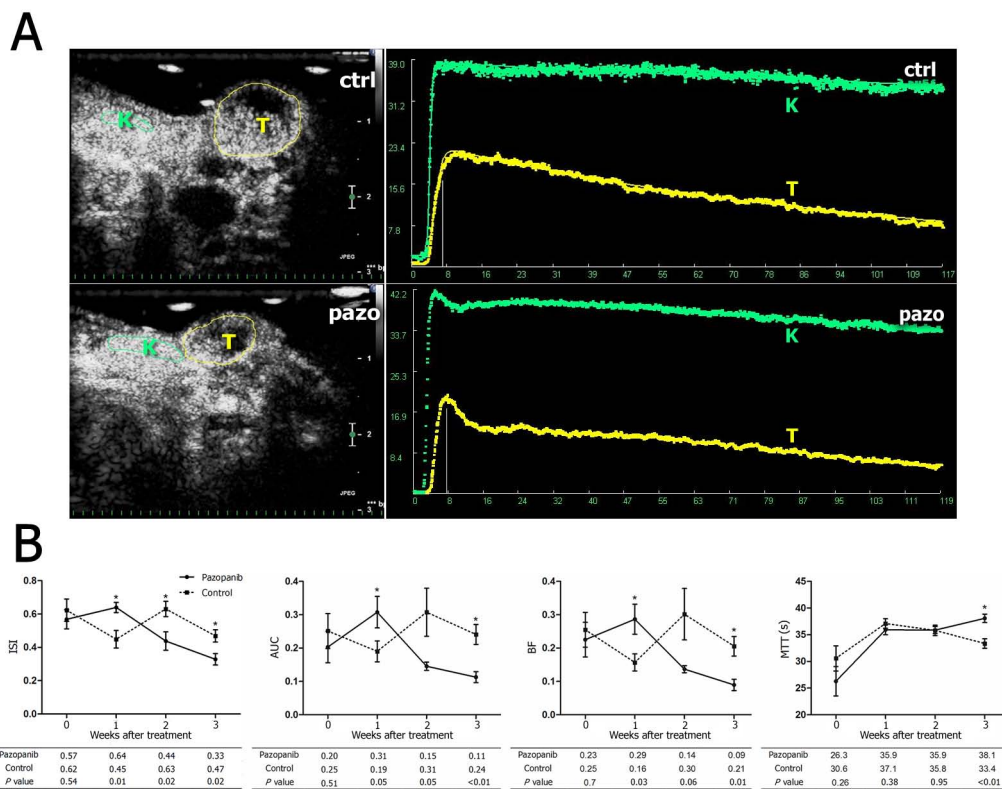 A
ctrl
K
T
1
2
JPEG
*** b
3
39.0
31.2
23.4
15.6
7.8
ctrl
K
T
0 8 16 23 31 39 47 55 62 70 78 86 94 101 109 117
pazo
K
T
1
2
JPEG
*** b
3
42.2
33.7
25.3
16.9
8.4
pazo
K
T
0 8 16 24 32 40 47 55 63 71 79 87 95 103 111 119
B
ISI
0.8
0.6
0.4
0.2
0.0
Pazopanib
Control
* * *
0 1 2 3
Weeks after treatment
Pazopanib 0.57 0.64 0.44 0.33
Control 0.62 0.45 0.63 0.47
P value 0.54 0.01 0.02 0.02
AUC
0.4
0.3
0.2
0.1
0.0
* *
0 1 2 3
Weeks after treatment
Pazopanib 0.20 0.31 0.15 0.11
Control 0.25 0.19 0.31 0.24
P value 0.51 0.05 0.05 <0.01
BF
0.4
0.3
0.2
0.1
0.0
* *
0 1 2 3
Weeks after treatment
Pazopanib 0.23 0.29 0.14 0.09
Control 0.25 0.16 0.30 0.21
P value 0.7 0.03 0.06 0.01
MTT (s)
45
40
35
30
25
20
*
0 1 2 3
Weeks after treatment
Pazopanib 26.3 35.9 35.9 38.1
Control 30.6 37.1 35.8 33.4
P value 0.26 0.38 0.95 <0.01